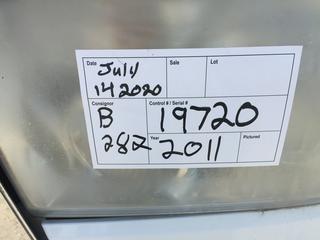 Date July Sale Lot
14 2020
Consignor Control # / Serial #
B 19720
Year Pictured
282 2011